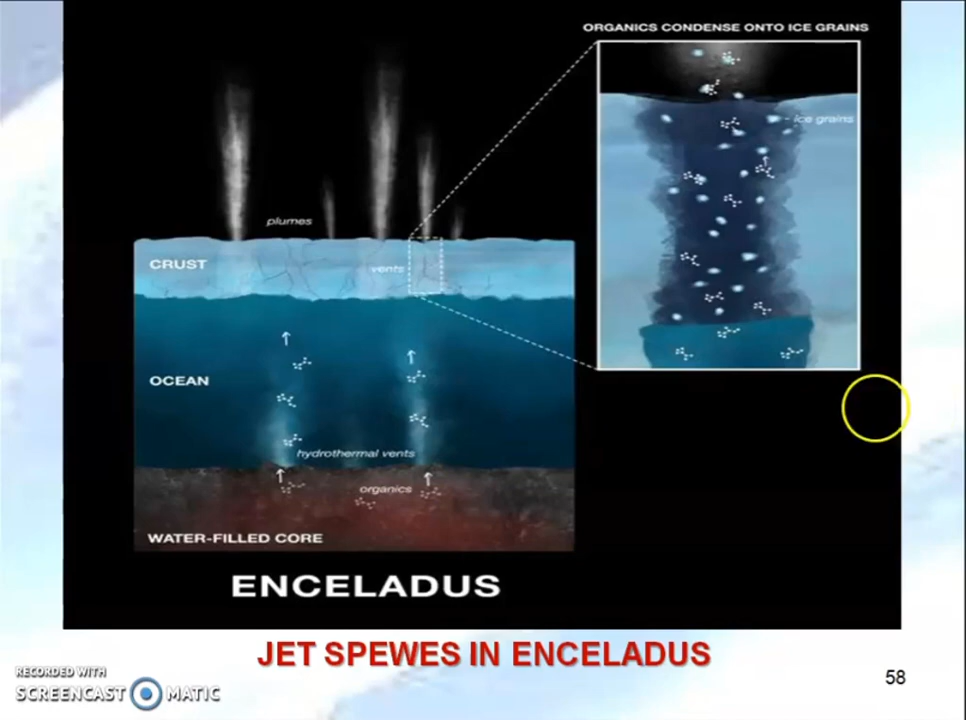 ORGANICS CONDENSE ONTO ICE GRAINS
ice grains
plumes
CRUST
vents
OCEAN
hydrothermal vents
organics
WATER-FILLED CORE
ENCELADUS
JET SPEWES IN ENCELADUS
58
RECORDED WITH
SCREENCAST MATIC